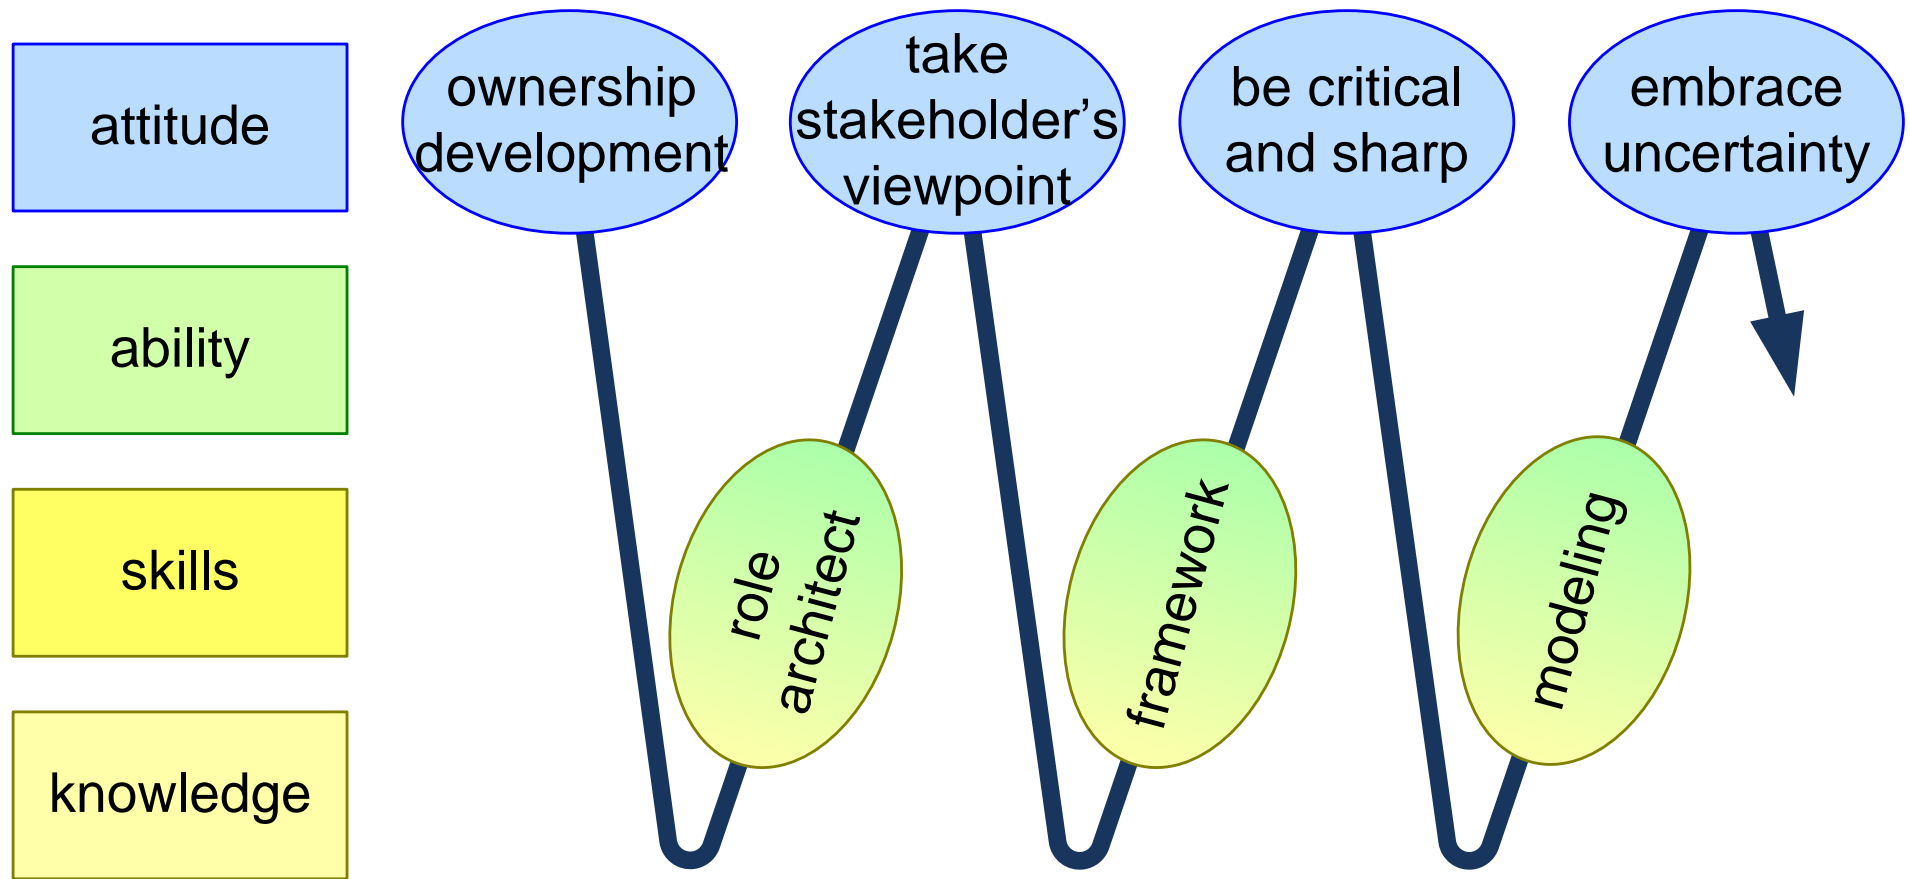 attitude
ownership
development
take
stakeholder’s
viewpoint
be critical
and sharp
embrace
uncertainty
ability
skills
role
architect
framework
modeling
knowledge